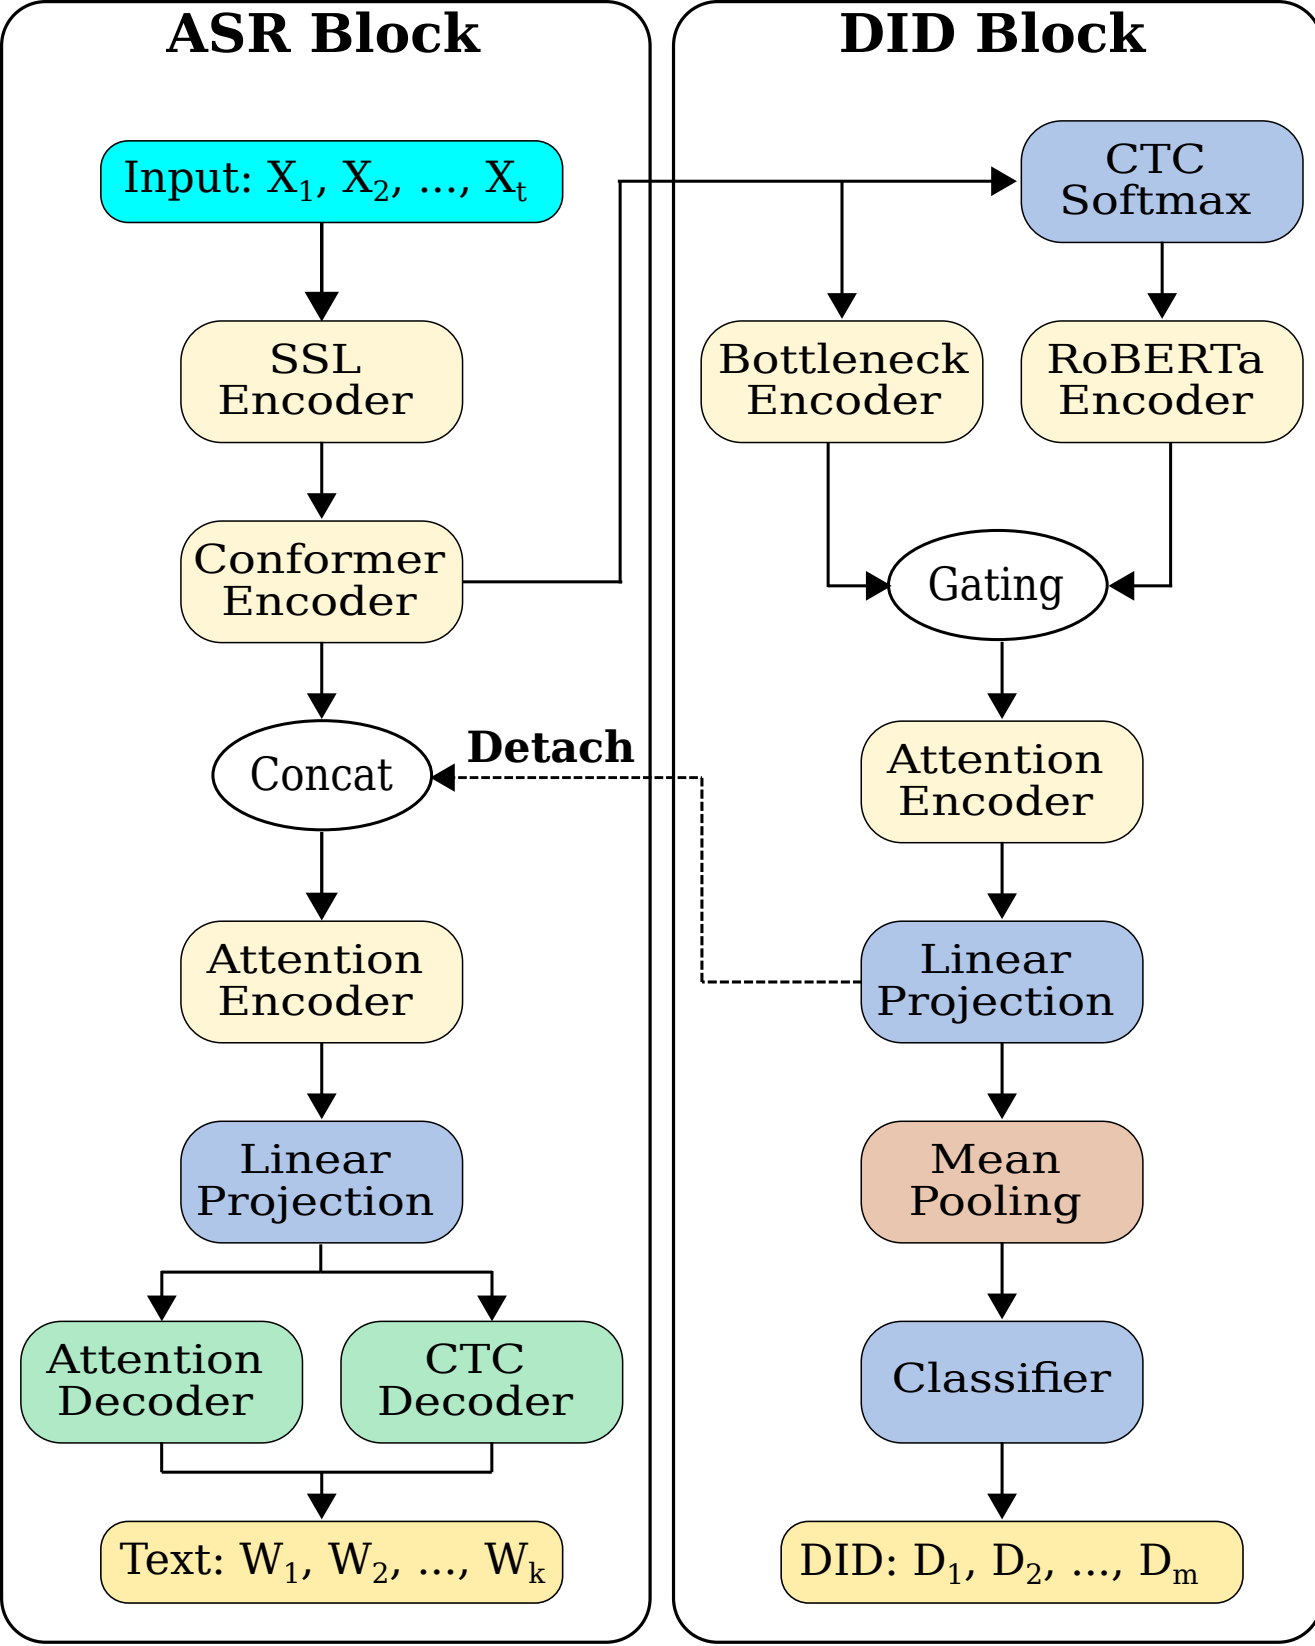 ASR Block
Input: X₁, X₂, ..., Xₜ
SSL
Encoder
Conformer
Encoder
Concat
Detach
Attention
Encoder
Linear
Projection
Attention
Decoder
CTC
Decoder
Text: W₁, W₂, ..., Wₖ
DID Block
CTC
Softmax
Bottleneck
Encoder
RoBERTa
Encoder
Gating
Attention
Encoder
Linear
Projection
Mean
Pooling
Classifier
DID: D₁, D₂, ..., Dₘ